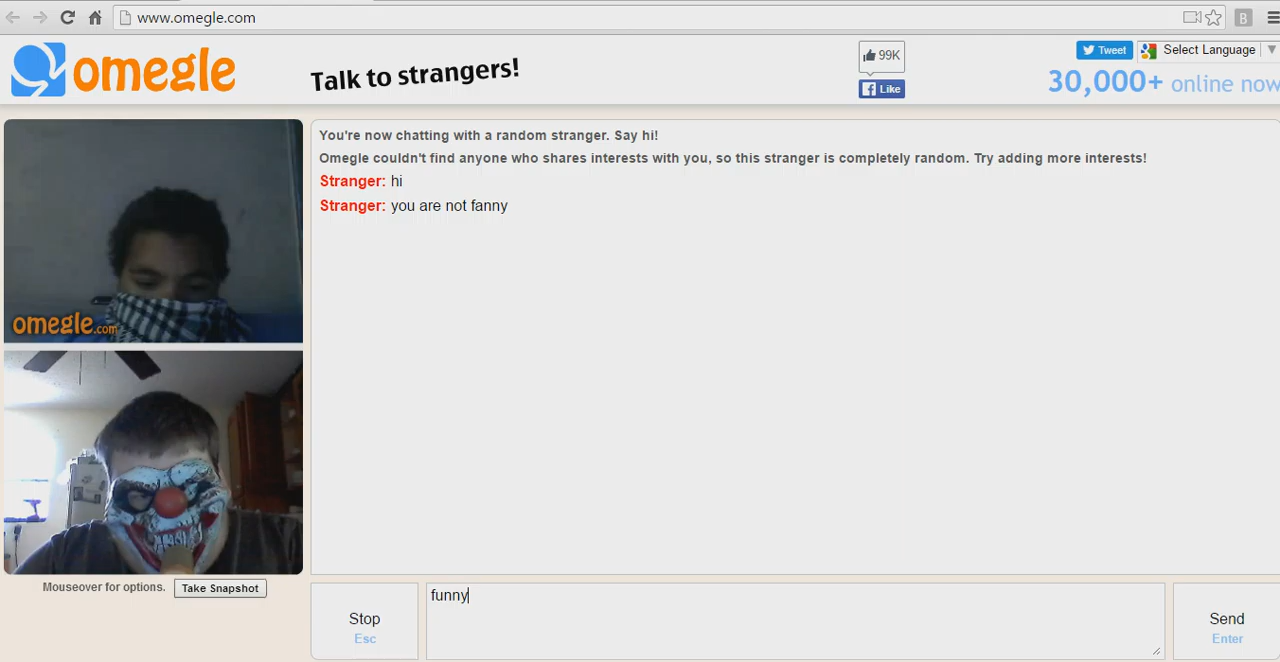 www.omegle.com
omegle
Talk to strangers!
99K
Like
Tweet
Select Language
30,000+ online now
You're now chatting with a random stranger. Say hi!
Omegle couldn't find anyone who shares interests with you, so this stranger is completely random. Try adding more interests!
Stranger: hi
Stranger: you are not fanny
omegle.com
Mouseover for options.
Take Snapshot
Stop
Esc
funny
Send
Enter